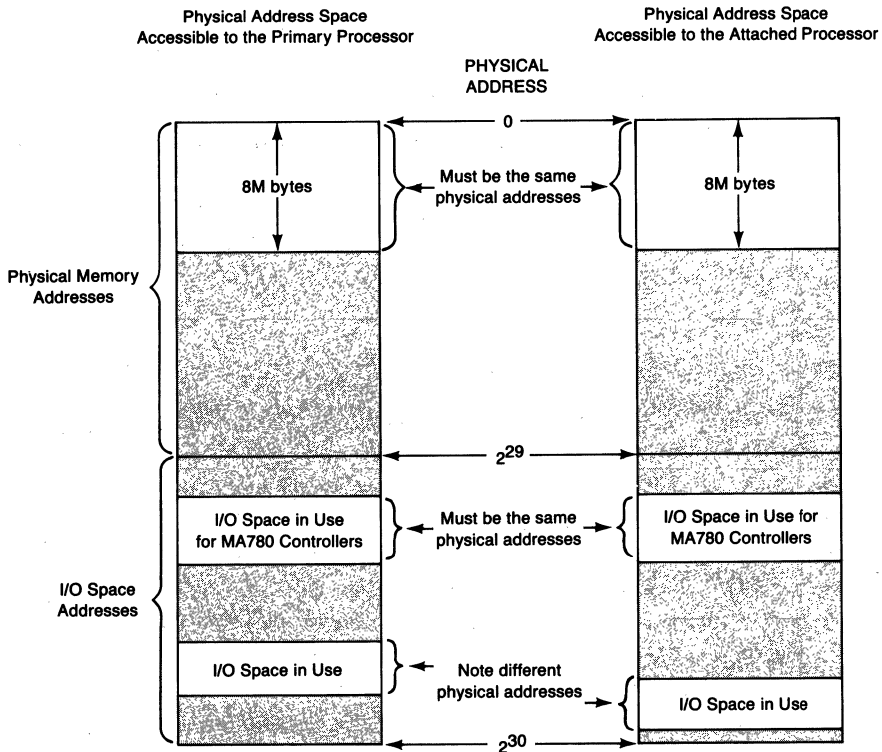 Physical Address Space
Accessible to the Primary Processor
Physical Address Space
Accessible to the Attached Processor
PHYSICAL
ADDRESS
0
8M bytes
Must be the same
physical addresses
8M bytes
Physical Memory
Addresses
2^29
I/O Space in Use
for MA780 Controllers
Must be the same
physical addresses
I/O Space in Use for
MA780 Controllers
I/O Space
Addresses
I/O Space in Use
Note different
physical addresses
I/O Space in Use
2^30